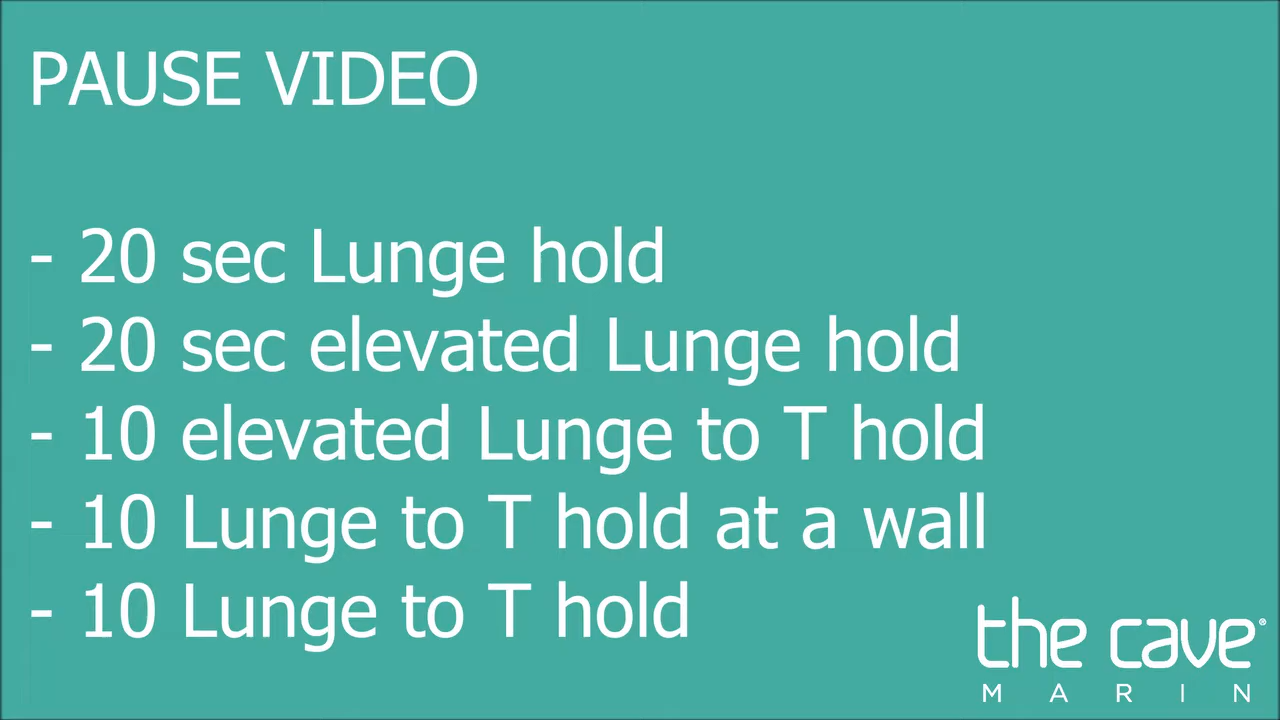 PAUSE VIDEO
- 20 sec Lunge hold
- 20 sec elevated Lunge hold
- 10 elevated Lunge to T hold
- 10 Lunge to T hold at a wall
- 10 Lunge to T hold
the cave®
MARIN